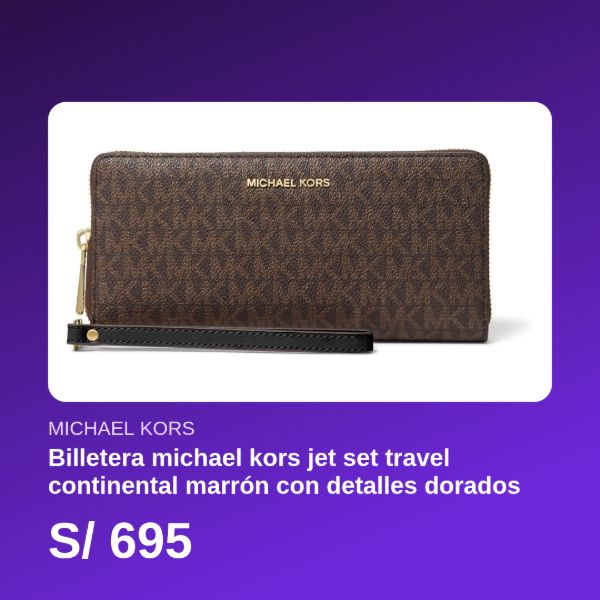 MICHAEL KORS
MICHAEL KORS
Billetera michael kors jet set travel
continental marrón con detalles dorados
S/ 695